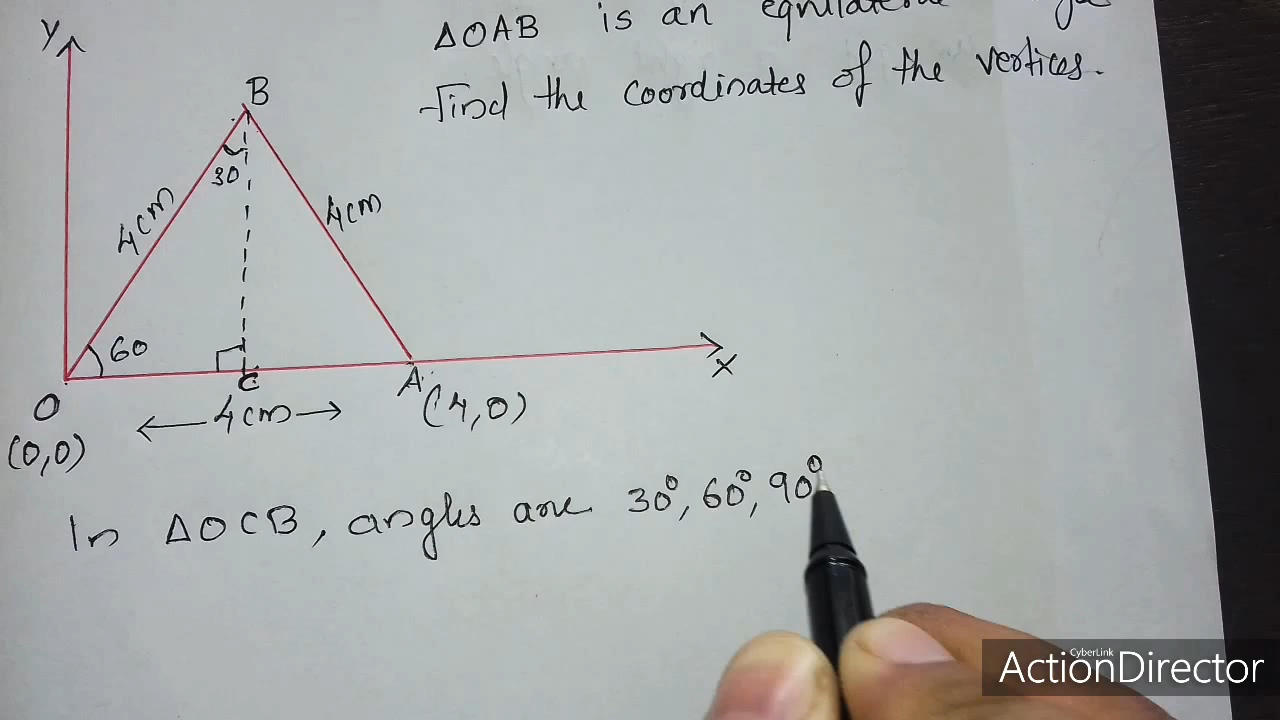 ΔOAB is an
Find the coordinates of the vertices.
Y
B
30
4cm
4cm
60
C
A
X
O
4cm
(4,0)
(0,0)
In ΔOCB, angles are 30°, 60°, 90°
CyberLink
ActionDirector